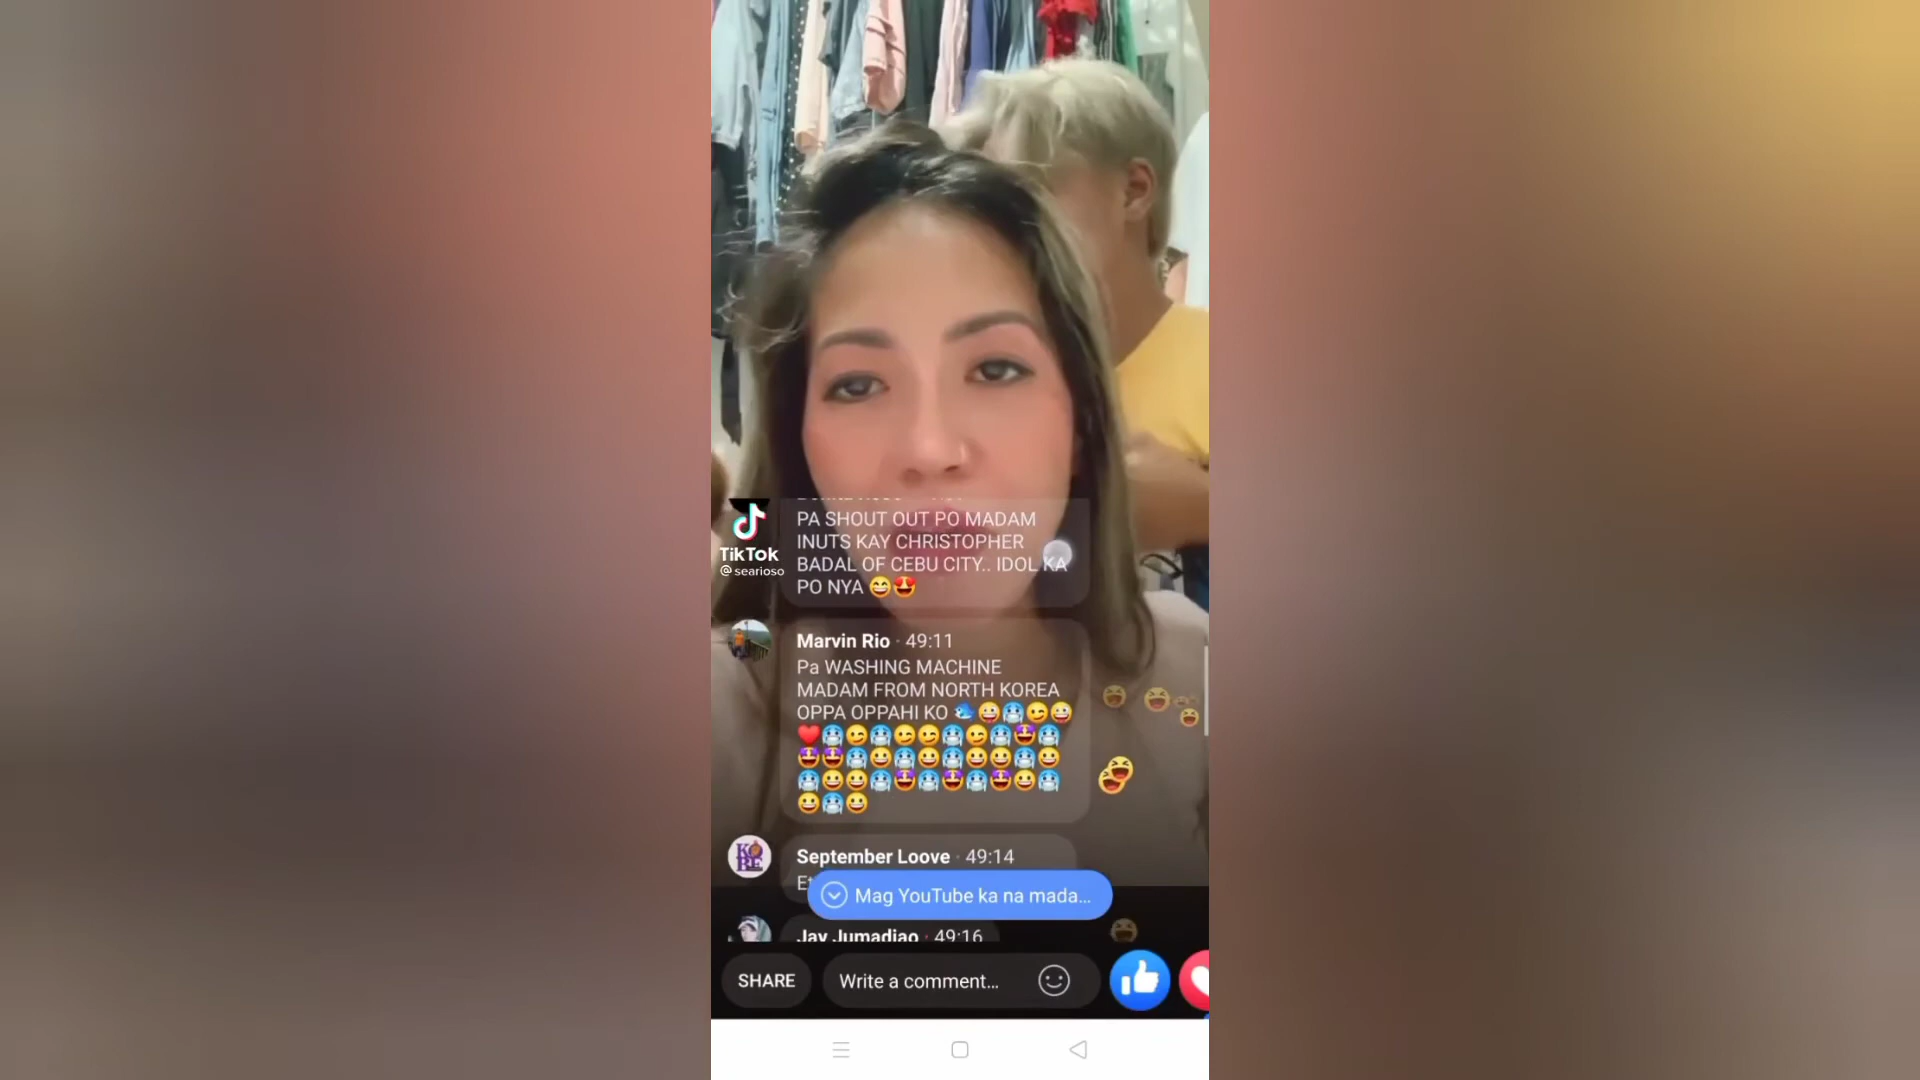 PA SHOUT OUT PO MADAM
INUTS KAY CHRISTOPHER
BADAL OF CEBU CITY.. IDOL KA
PO NYA 😁🤩
TikTok
@searioso
Marvin Rio · 49:11
Pa WASHING MACHINE
MADAM FROM NORTH KOREA
OPPA OPPAHI KO
September Loove · 49:14
KOBE
Mag YouTube ka na mada...
Jay Jumadiao · 49:16
SHARE
Write a comment...